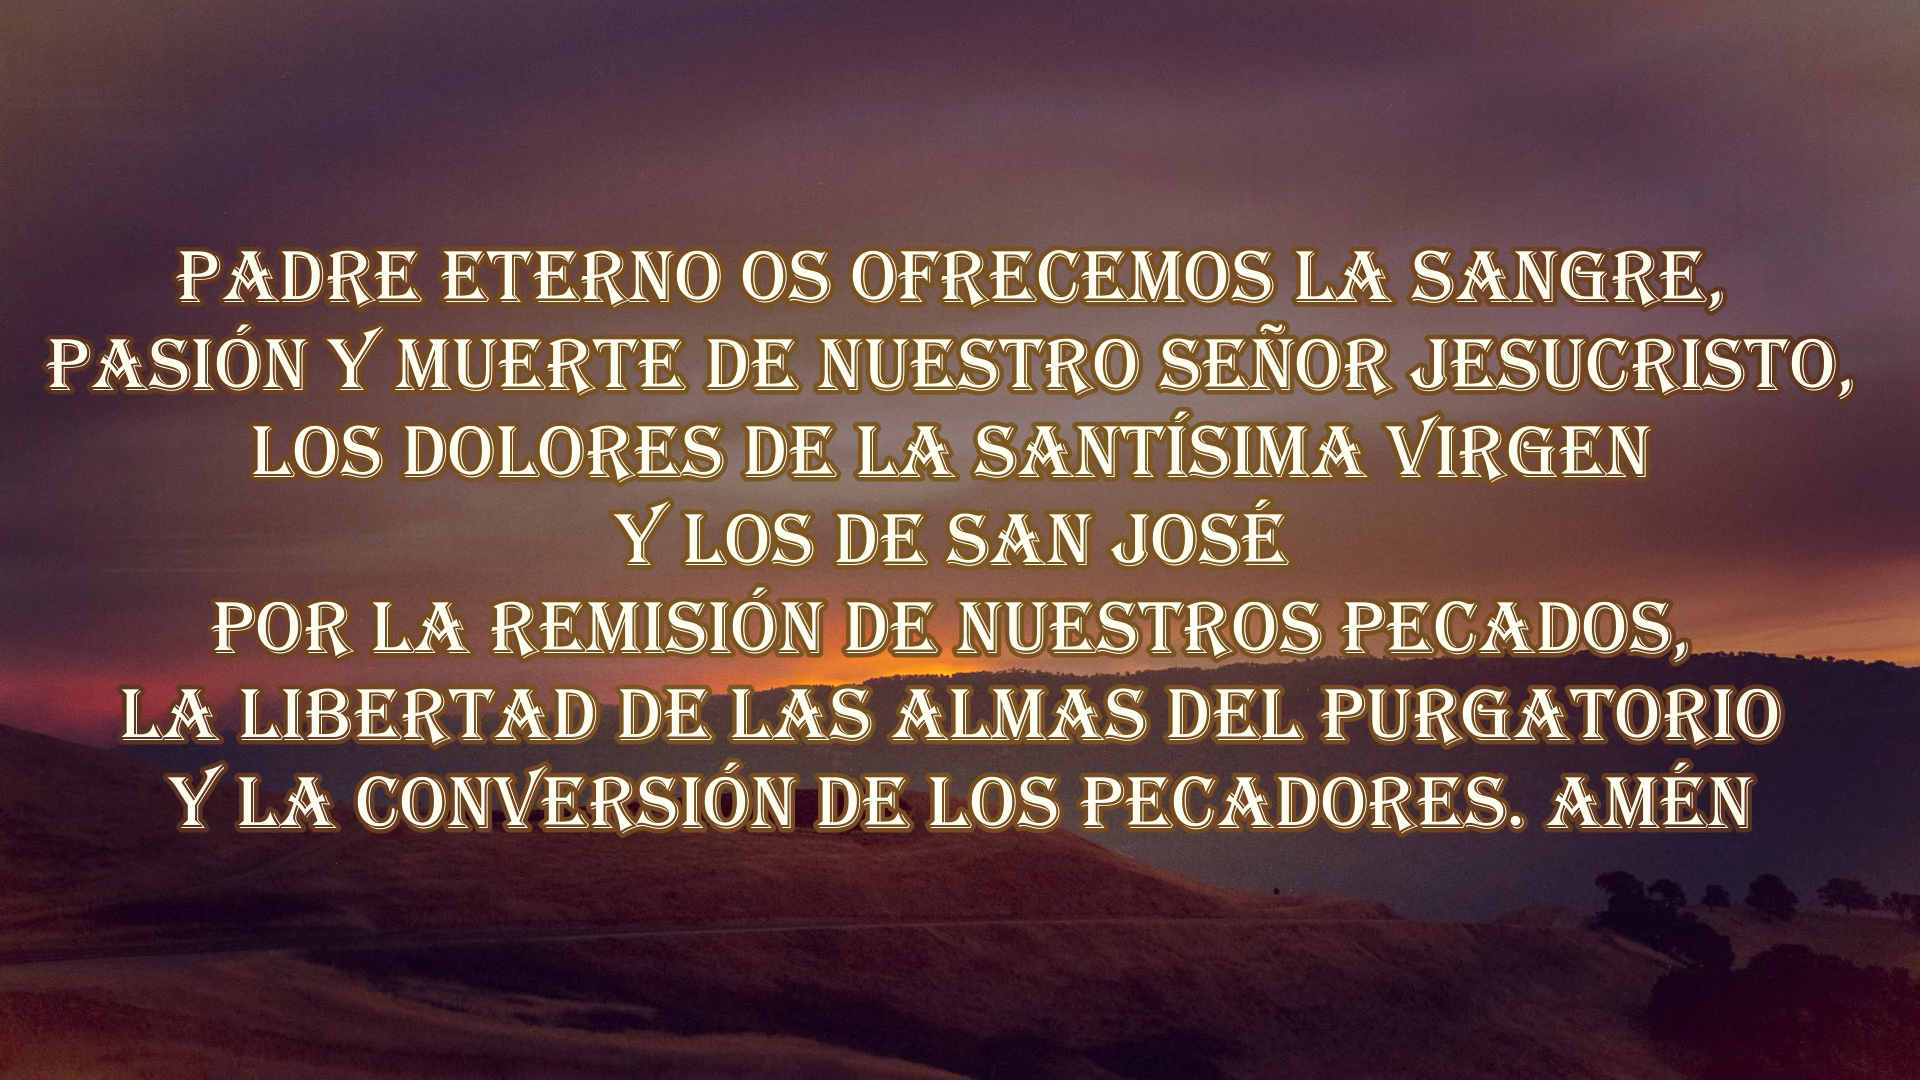 PADRE ETERNO OS OFRECEMOS LA SANGRE,
PASIÓN Y MUERTE DE NUESTRO SEÑOR JESUCRISTO,
LOS DOLORES DE LA SANTÍSIMA VIRGEN
Y LOS DE SAN JOSÉ
POR LA REMISIÓN DE NUESTROS PECADOS,
LA LIBERTAD DE LAS ALMAS DEL PURGATORIO
Y LA CONVERSIÓN DE LOS PECADORES. AMÉN